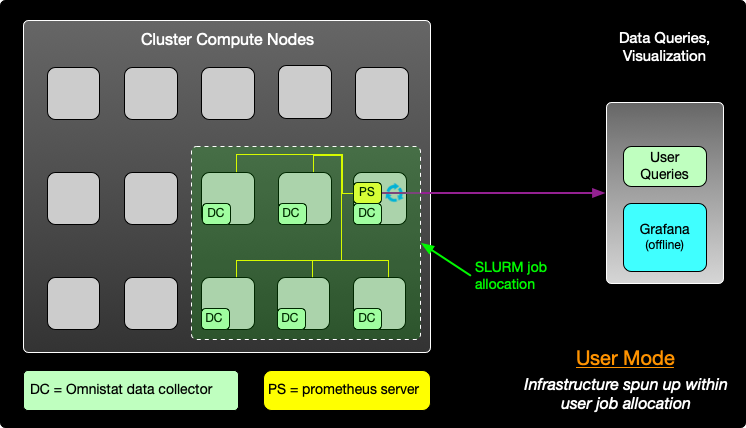 Cluster Compute Nodes
Data Queries,
Visualization
User
Queries
PS
DC
DC
DC
Grafana
(offline)
SLURM job
allocation
DC
DC
DC
User Mode
Infrastructure spun up within
user job allocation
DC = Omnistat data collector
PS = prometheus server